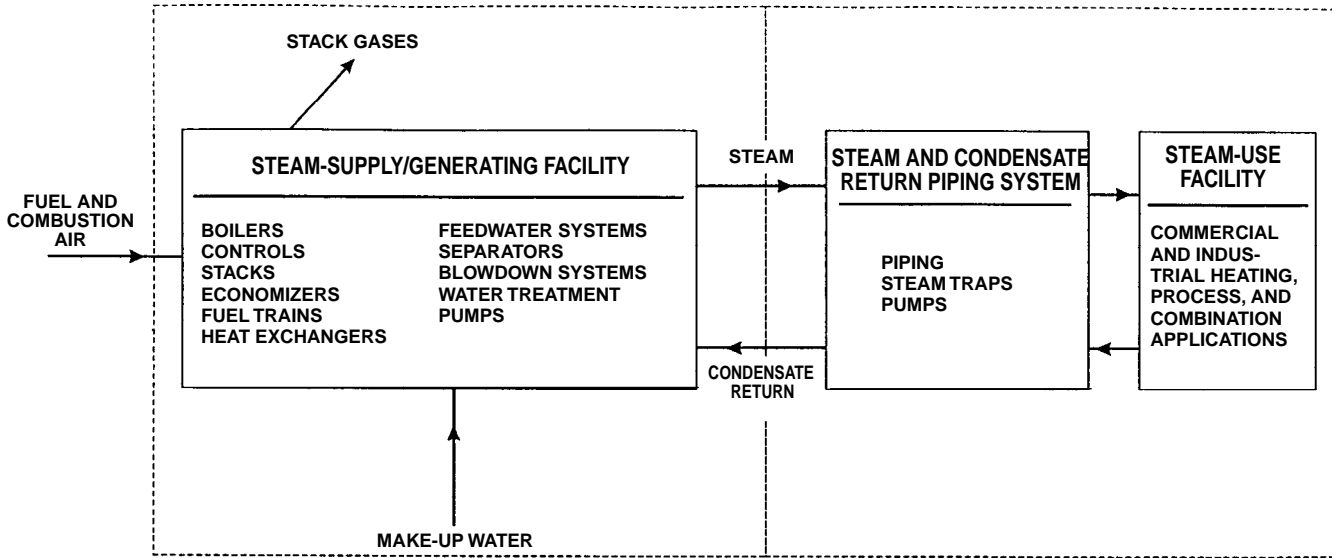 STACK GASES
STEAM-SUPPLY/GENERATING FACILITY
FUEL AND
COMBUSTION
AIR
BOILERS
CONTROLS
STACKS
ECONOMIZERS
FUEL TRAINS
HEAT EXCHANGERS
FEEDWATER SYSTEMS
SEPARATORS
BLOWDOWN SYSTEMS
WATER TREATMENT
PUMPS
MAKE-UP WATER
STEAM
CONDENSATE
RETURN
STEAM AND CONDENSATE
RETURN PIPING SYSTEM
PIPING
STEAM TRAPS
PUMPS
STEAM-USE
FACILITY
COMMERCIAL
AND INDUS-
TRIAL HEATING,
PROCESS, AND
COMBINATION
APPLICATIONS